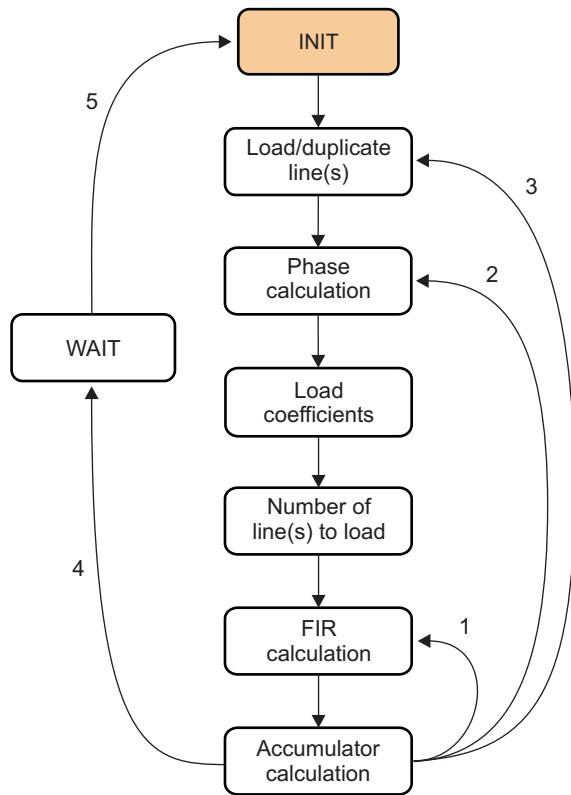 INIT
5
Load/duplicate
line(s)
3
Phase
calculation
2
WAIT
Load
coefficients
Number of
line(s) to load
4
FIR
calculation
1
Accumulator
calculation